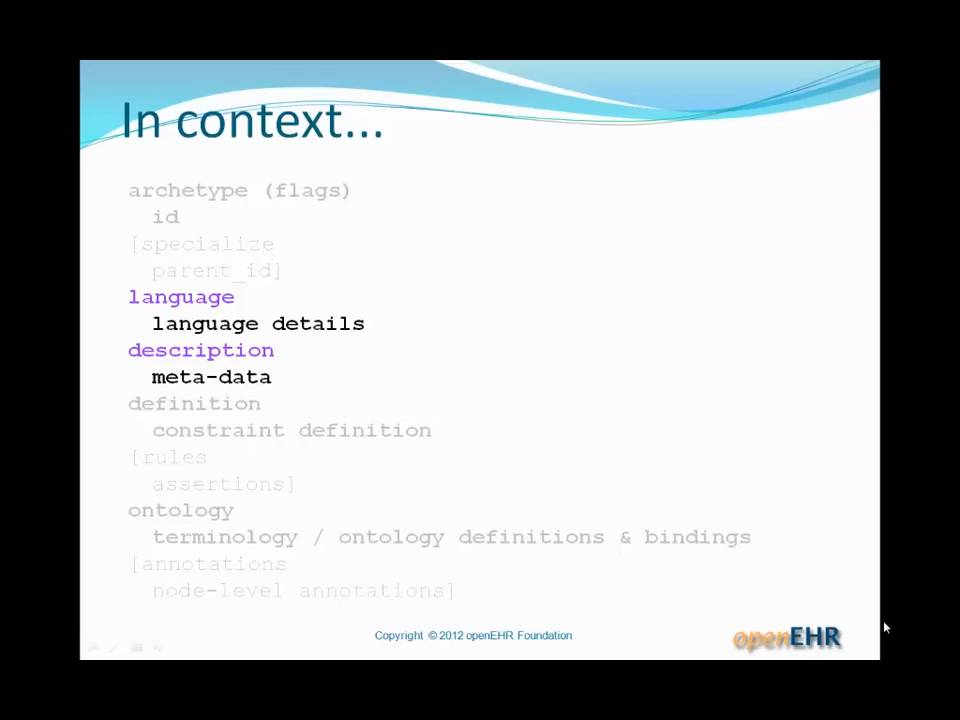 In context...
archetype (flags)
id
[specialize
parent_id]
language
language details
description
meta-data
definition
constraint definition
[rules
assertions]
ontology
terminology / ontology definitions & bindings
[annotations
node-level annotations]
Copyright © 2012 openEHR Foundation
openEHR